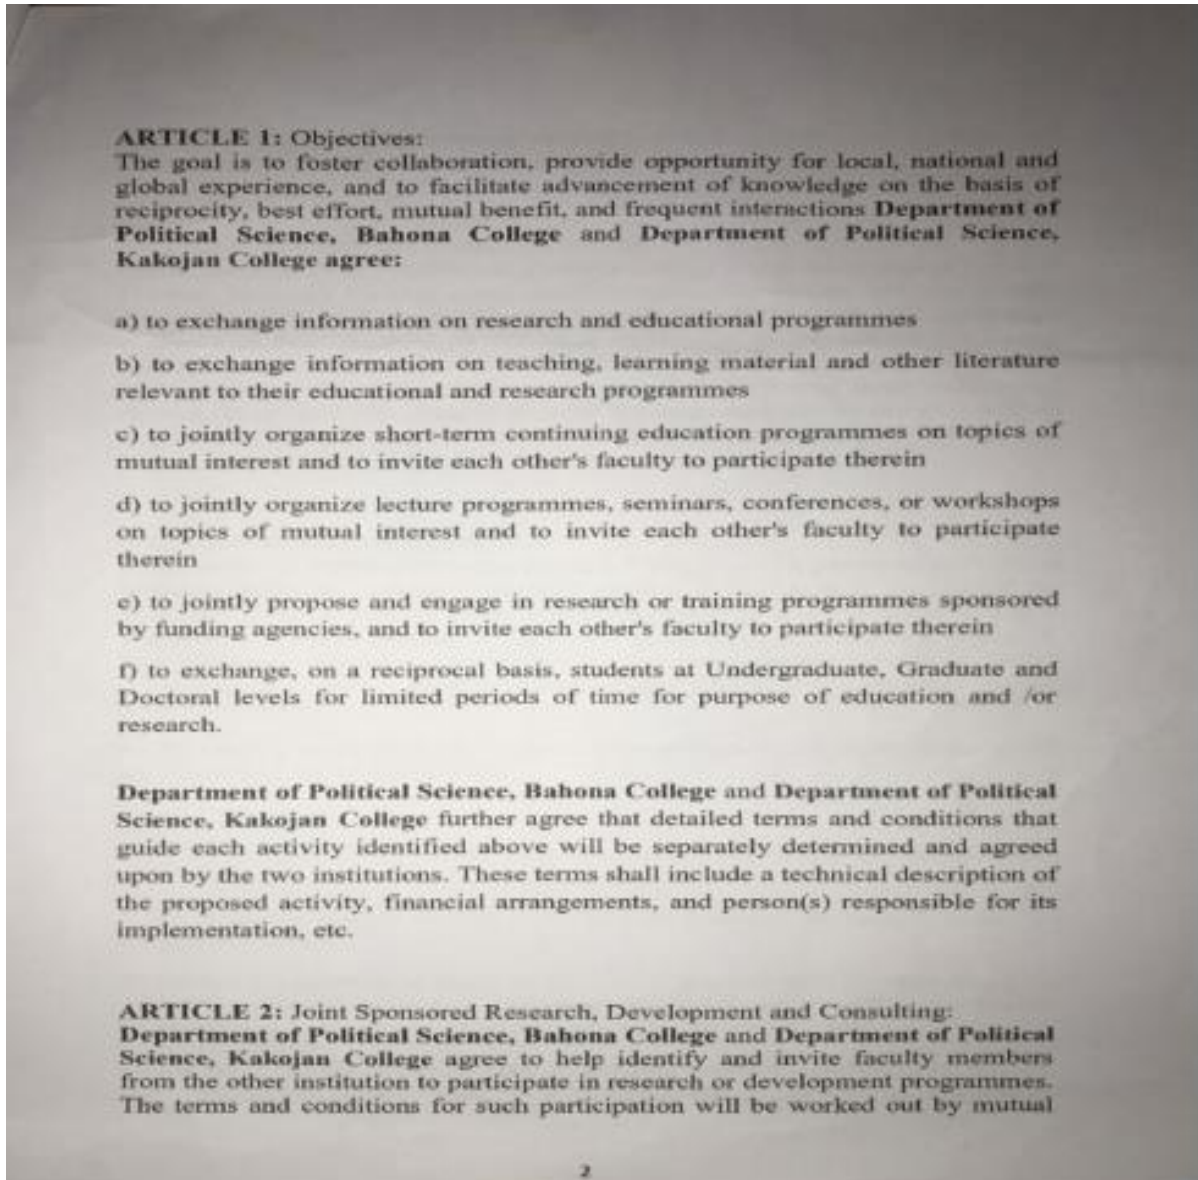 ARTICLE 1: Objectives:
The goal is to foster collaboration, provide opportunity for local, national and
global experience, and to facilitate advancement of knowledge on the basis of
reciprocity, best effort, mutual benefit, and frequent interactions Department of
Political Science, Bahona College and Department of Political Science,
Kakojan College agree:
a) to exchange information on research and educational programmes
b) to exchange information on teaching, learning material and other literature
relevant to their educational and research programmes
c) to jointly organize short-term continuing education programmes on topics of
mutual interest and to invite each other's faculty to participate therein
d) to jointly organize lecture programmes, seminars, conferences, or workshops
on topics of mutual interest and to invite each other's faculty to participate
therein
e) to jointly propose and engage in research or training programmes sponsored
by funding agencies, and to invite each other's faculty to participate therein
f) to exchange, on a reciprocal basis, students at Undergraduate, Graduate and
Doctoral levels for limited periods of time for purpose of education and /or
research.
Department of Political Science, Bahona College and Department of Political
Science, Kakojan College further agree that detailed terms and conditions that
guide each activity identified above will be separately determined and agreed
upon by the two institutions. These terms shall include a technical description of
the proposed activity, financial arrangements, and person(s) responsible for its
implementation, etc.
ARTICLE 2: Joint Sponsored Research, Development and Consulting:
Department of Political Science, Bahona College and Department of Political
Science, Kakojan College agree to help identify and invite faculty members
from the other institution to participate in research or development programmes.
The terms and conditions for such participation will be worked out by mutual
2